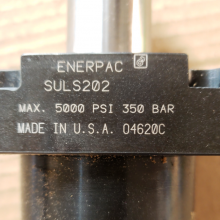 ENERPAC
SULS202
MAX. 5000 PSI 350 BAR
MADE IN U.S.A. 04620C